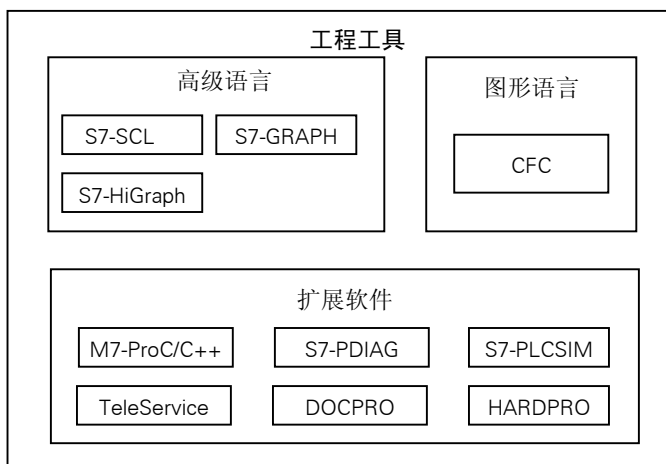 工程工具
高级语言
S7-SCL
S7-GRAPH
S7-HiGraph
图形语言
CFC
扩展软件
M7-ProC/C++
S7-PDIAG
S7-PLCSIM
TeleService
DOCPRO
HARDPRO